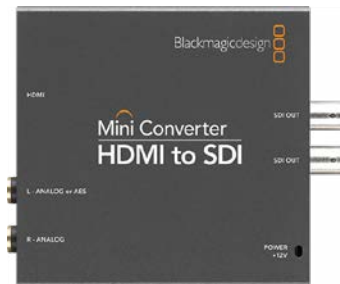 Blackmagicdesign
HDMI
SDI OUT
Mini Converter
HDMI to SDI
SDI OUT
L - ANALOG or AES
R - ANALOG
POWER
+12V